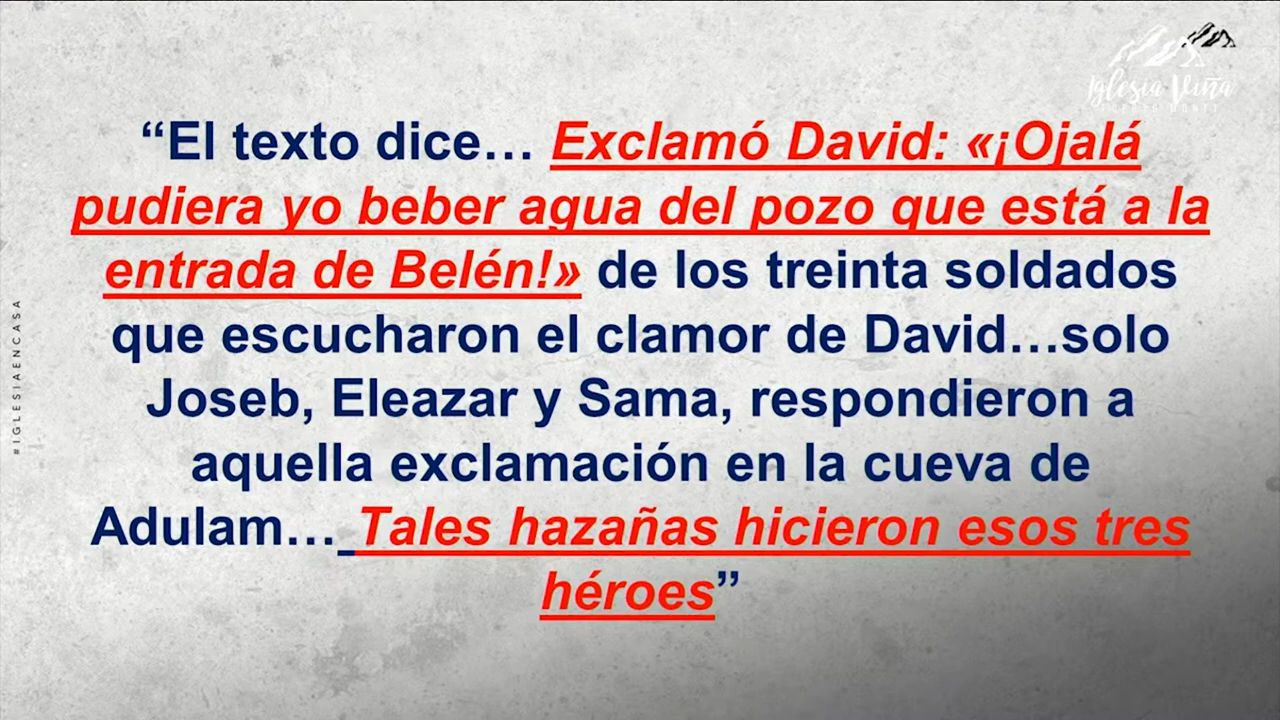 Iglesia Viña
“El texto dice… Exclamó David: «¡Ojalá
pudiera yo beber agua del pozo que está a la
entrada de Belén!» de los treinta soldados
que escucharon el clamor de David…solo
Joseb, Eleazar y Sama, respondieron a
aquella exclamación en la cueva de
Adulam… Tales hazañas hicieron esos tres
héroes”
#IGLESIAENCASA